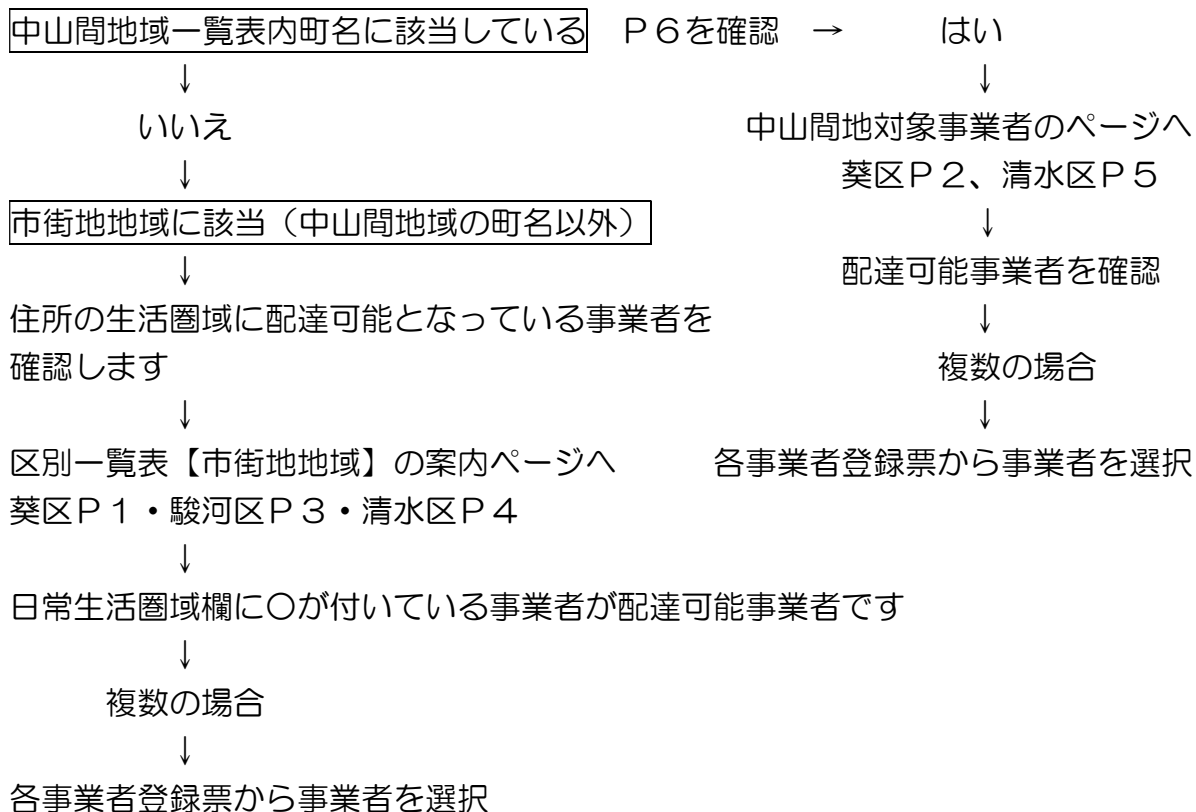 中山間地域一覧表内町名に該当している　Ｐ６を確認　→　はい
↓　↓
いいえ　中山間地対象事業者のページへ
↓　葵区Ｐ２、清水区Ｐ５
市街地地域に該当（中山間地域の町名以外）　↓
↓　配達可能事業者を確認
住所の生活圏域に配達可能となっている事業者を　↓
確認します　複数の場合
↓　↓
区別一覧表【市街地地域】の案内ページへ　各事業者登録票から事業者を選択
葵区Ｐ１・駿河区Ｐ３・清水区Ｐ４
↓
日常生活圏域欄に〇が付いている事業者が配達可能事業者です
↓
複数の場合
↓
各事業者登録票から事業者を選択